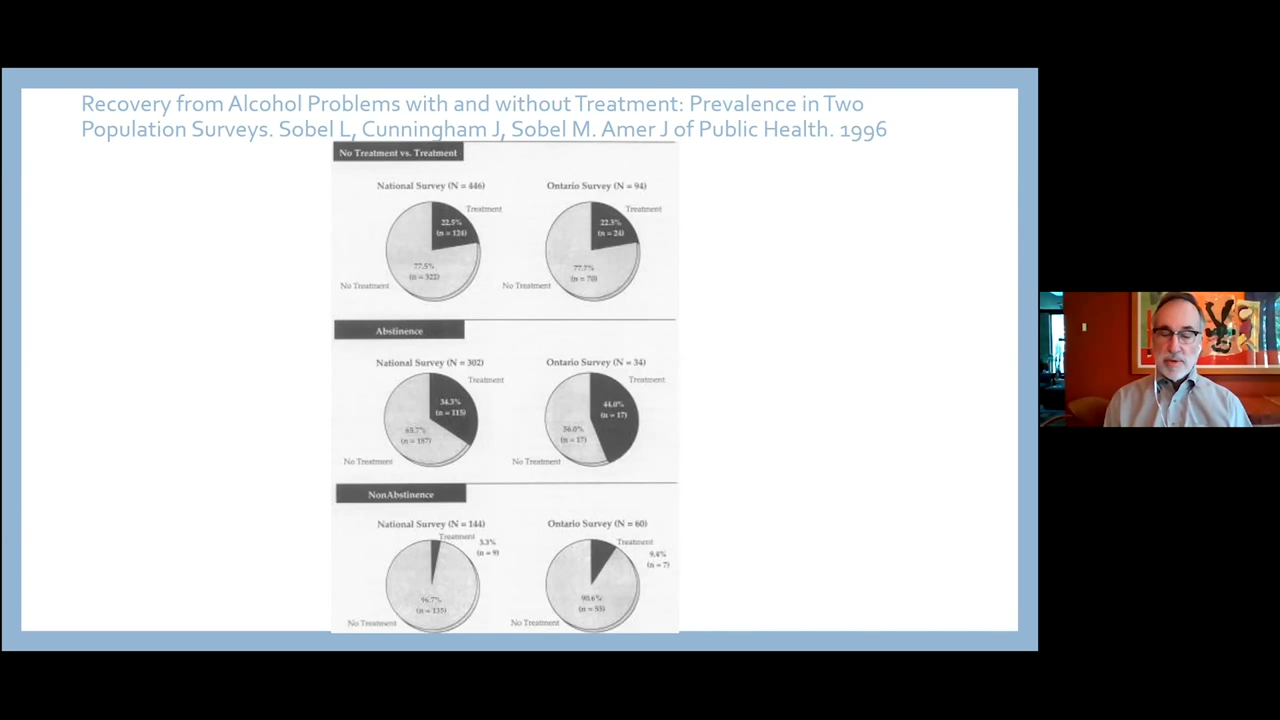 Recovery from Alcohol Problems with and without Treatment: Prevalence in Two
Population Surveys. Sobel L, Cunningham J, Sobel M. Amer J of Public Health. 1996
No Treatment vs. Treatment
National Survey (N = 446)
Treatment
22.5%
(n = 124)
77.5%
(n = 322)
No Treatment
Ontario Survey (N = 94)
Treatment
22.3%
(n = 24)
77.7%
(n = 70)
No Treatment
Abstinence
National Survey (N = 302)
Treatment
34.3%
(n = 115)
(n = 187)
No Treatment
Ontario Survey (N = 34)
Treatment
44.0%
(n = 17)
56.0%
(n = 17)
No Treatment
NonAbstinence
National Survey (N = 144)
Treatment
3.3%
(n = 9)
96.7%
(n = 135)
No Treatment
Ontario Survey (N = 60)
Treatment
9.4%
(n = 7)
90.6%
(n = 53)
No Treatment